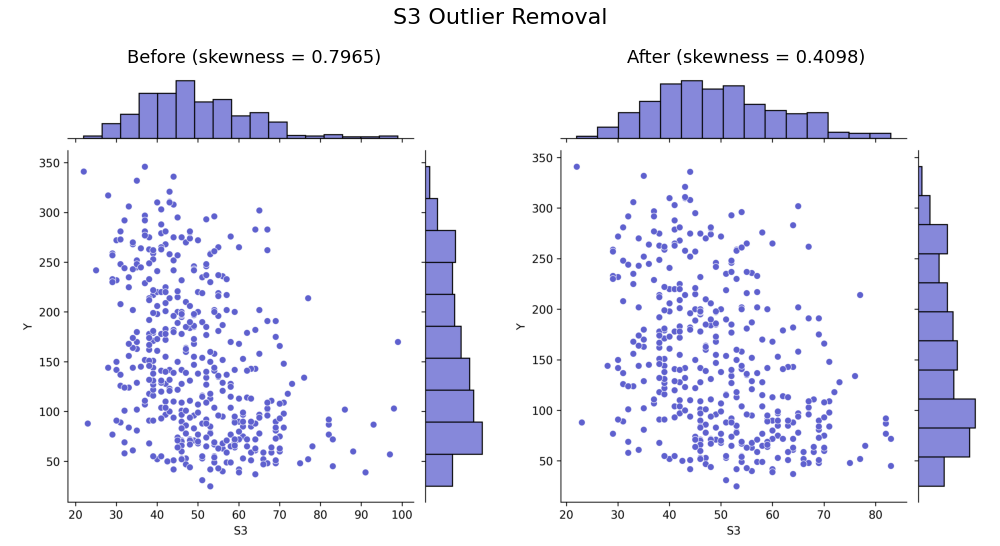 S3 Outlier Removal
Before (skewness = 0.7965)
After (skewness = 0.4098)
350
300
250
200
150
100
50
Y
20 30 40 50 60 70 80 90 100
S3
350
300
250
200
150
100
50
Y
20 30 40 50 60 70 80
S3